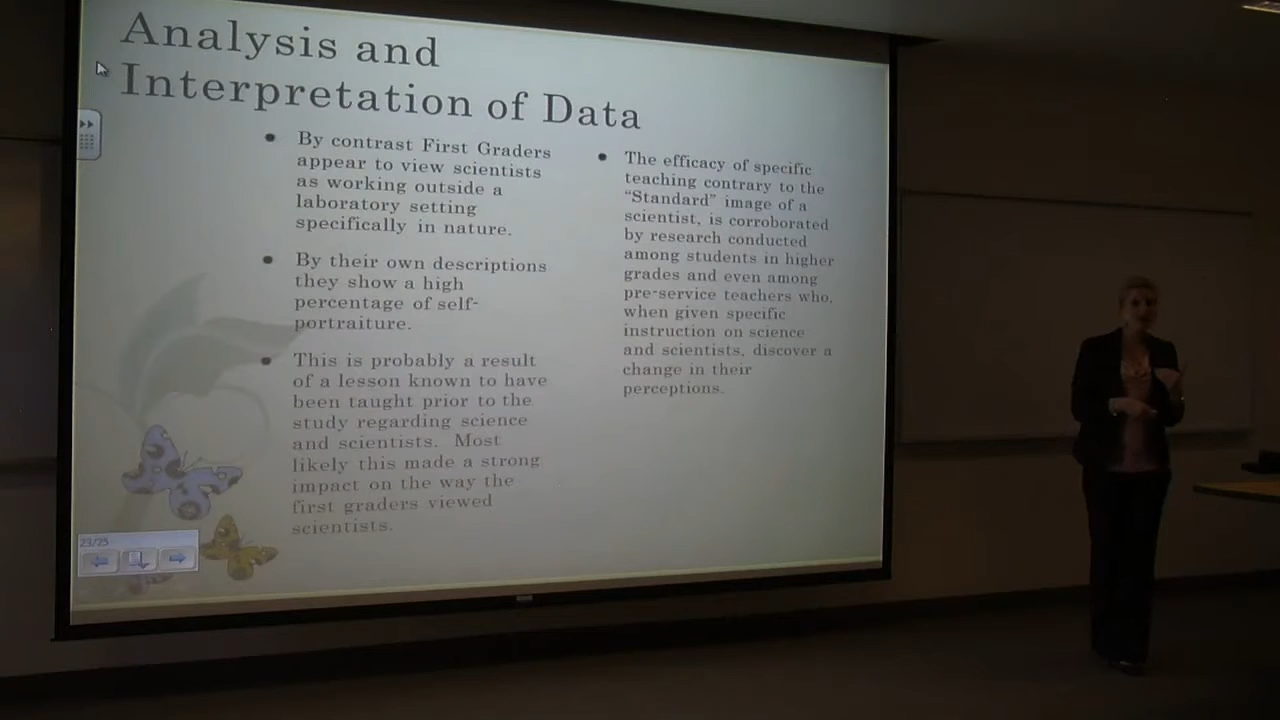 Analysis and
Interpretation of Data
• By contrast First Graders
appear to view scientists
as working outside a
laboratory setting
specifically in nature.
• By their own descriptions
they show a high
percentage of self-
portraiture.
• This is probably a result
of a lesson known to have
been taught prior to the
study regarding science
and scientists. Most
likely this made a strong
impact on the way the
first graders viewed
scientists.
• The efficacy of specific
teaching contrary to the
“Standard” image of a
scientist, is corroborated
by research conducted
among students in higher
grades and even among
pre-service teachers who,
when given specific
instruction on science
and scientists, discover a
change in their
perceptions.
23/25